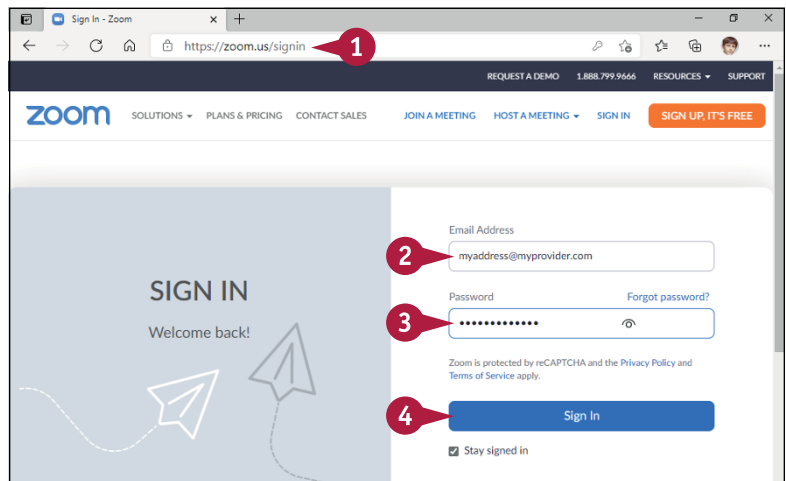 Sign In - Zoom
https://zoom.us/signin
1
REQUEST A DEMO 1.888.799.9666 RESOURCES SUPPORT
zoom SOLUTIONS PLANS & PRICING CONTACT SALES JOIN A MEETING HOST A MEETING SIGN IN SIGN UP, IT'S FREE
SIGN IN
Welcome back!
Email Address
2
myaddress@myprovider.com
Password Forgot password?
3
•••••••••••••
Zoom is protected by reCAPTCHA and the Privacy Policy and
Terms of Service apply.
4
Sign In
Stay signed in